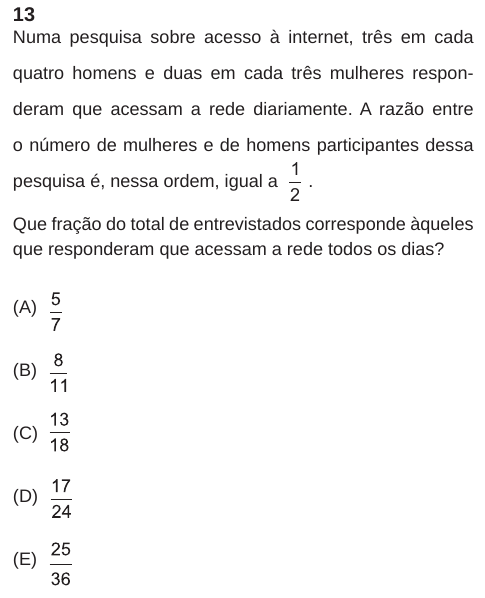 13
Numa pesquisa sobre acesso à internet, três em cada
quatro homens e duas em cada três mulheres respon-
deram que acessam a rede diariamente. A razão entre
o número de mulheres e de homens participantes dessa
pesquisa é, nessa ordem, igual a 1/2 .
Que fração do total de entrevistados corresponde àqueles
que responderam que acessam a rede todos os dias?
(A) 5/7
(B) 8/11
(C) 13/18
(D) 17/24
(E) 25/36